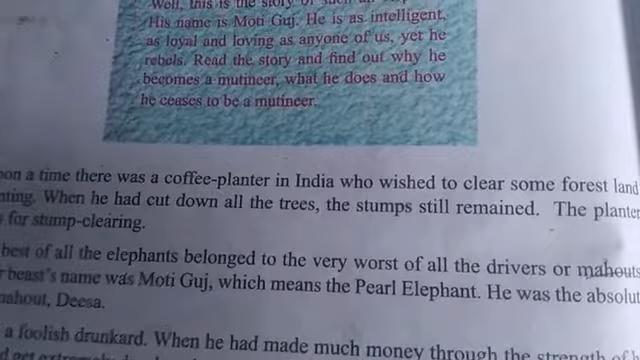 Well, this is the story of such an
His name is Moti Guj. He is as intelligent,
as loyal and loving as anyone of us, yet he
rebels. Read the story and find out why he
becomes a mutineer, what he does and how
he ceases to be a mutineer.
on a time there was a coffee-planter in India who wished to clear some forest land
nting. When he had cut down all the trees, the stumps still remained. The planter
for stump-clearing.
best of all the elephants belonged to the very worst of all the drivers or mahouts
beast's name was Moti Guj, which means the Pearl Elephant. He was the absolut
mahout, Deesa.
a foolish drunkard. When he had made much money through the strength of